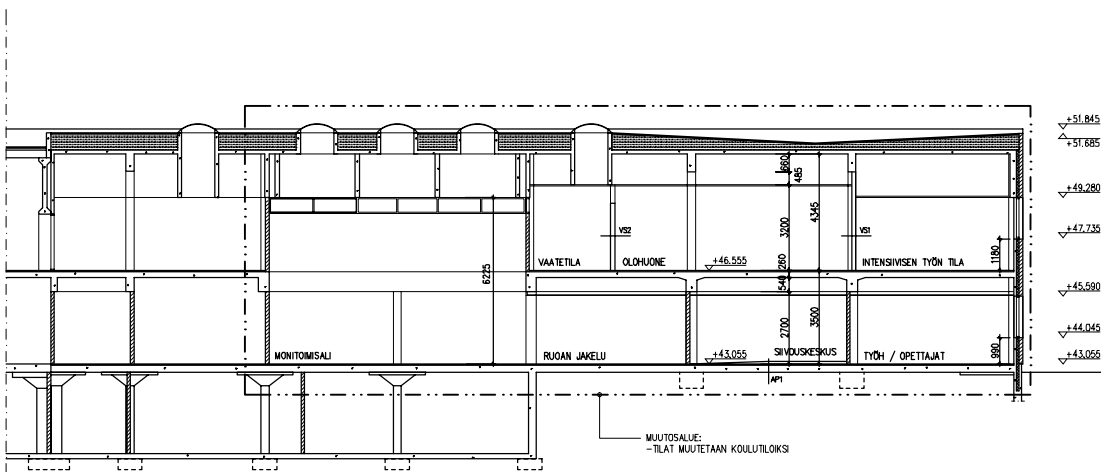 +51.845
+51.685
660
485
+49.280
3200
4345
VS2
VS1
+47.735
1180
VAATETILA
OLOHUONE
+46.555
260
INTENSIIVISEN TYÖN TILA
6225
540
+45.590
2700
3500
+44.045
990
MONITOIMISALI
RUOAN JAKELU
+43.055
SIIVOUSKESKUS
TYÖH / OPETTAJAT
+43.055
AP1
MUUTOSALUE:
-TILAT MUUTETAAN KOULUTILOIKSI